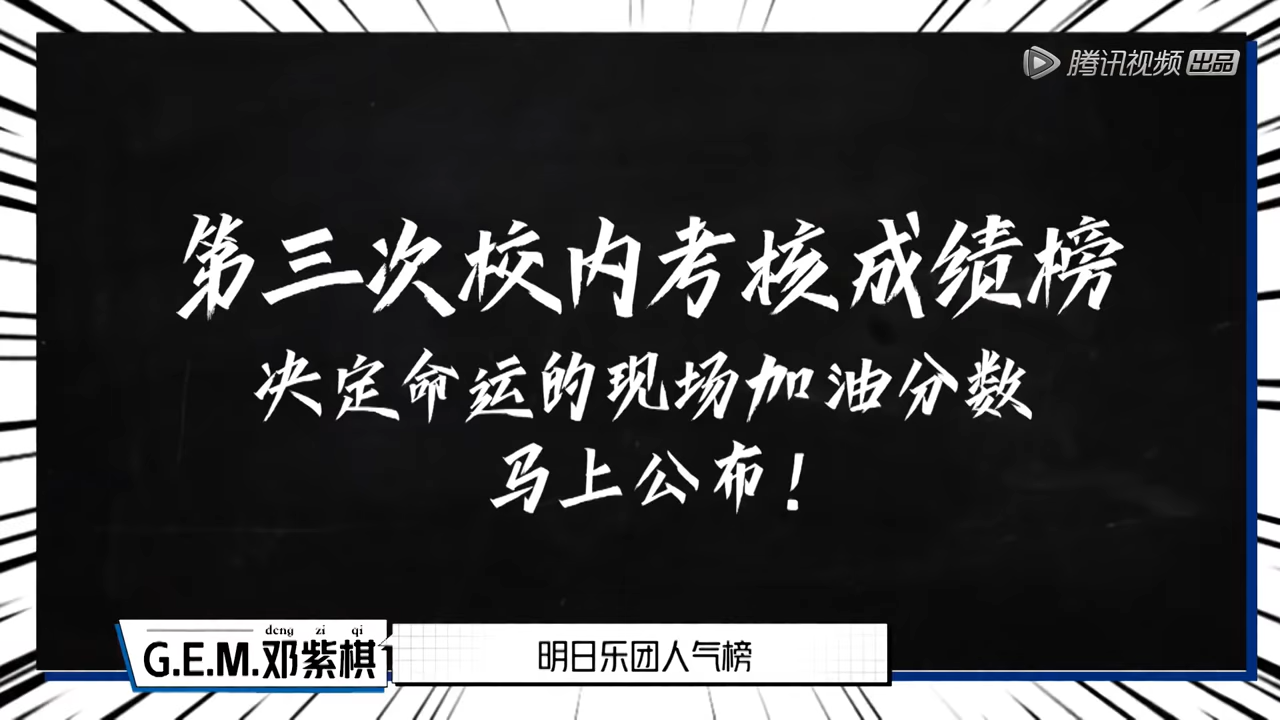 腾讯视频 出品
第三次校内考核成绩榜
决定命运的现场加油分数
马上公布!
deng zi qi
G.E.M.邓紫棋
明日乐团人气榜